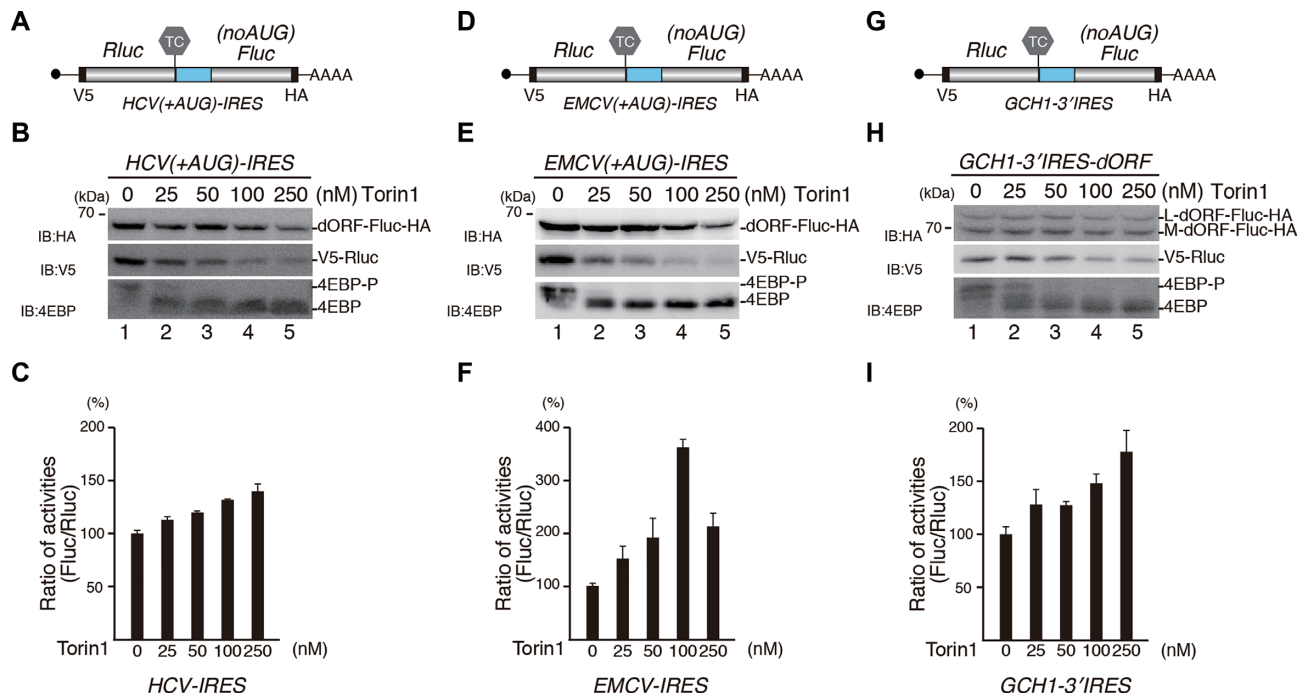 A
Rluc
TC
(noAUG)
Fluc
AAAA
V5
HCV(+AUG)-IRES
HA
B
HCV(+AUG)-IRES
(kDa) 0 25 50 100 250 (nM) Torin1
70
IB:HA dORF-Fluc-HA
IB:V5 V5-Rluc
4EBP-P
IB:4EBP 4EBP
1 2 3 4 5
C
(%)
200
150
100
50
Ratio of activities
(Fluc/Rluc)
Torin1 0 25 50 100 250 (nM)
HCV-IRES
D
Rluc
TC
(noAUG)
Fluc
AAAA
V5
EMCV(+AUG)-IRES
HA
E
EMCV(+AUG)-IRES
(kDa) 0 25 50 100 250 (nM) Torin1
70
IB:HA dORF-Fluc-HA
IB:V5 V5-Rluc
4EBP-P
IB:4EBP 4EBP
1 2 3 4 5
F
(%)
400
300
200
100
Ratio of activities
(Fluc/Rluc)
Torin1 0 25 50 100 250 (nM)
EMCV-IRES
G
Rluc
TC
(noAUG)
Fluc
AAAA
V5
GCH1-3′IRES
HA
H
GCH1-3′IRES-dORF
(kDa) 0 25 50 100 250 (nM) Torin1
L-dORF-Fluc-HA
IB:HA 70 M-dORF-Fluc-HA
IB:V5 V5-Rluc
4EBP-P
IB:4EBP 4EBP
1 2 3 4 5
I
(%)
200
150
100
50
Ratio of activities
(Fluc/Rluc)
Torin1 0 25 50 100 250 (nM)
GCH1-3′IRES